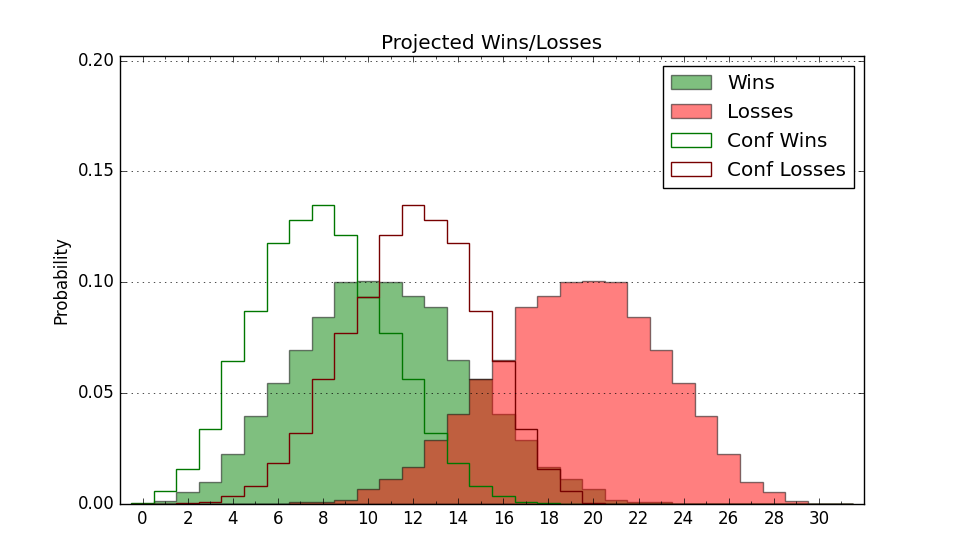 Projected Wins/Losses
0.20
0.15
0.10
0.05
0.00
Probability
Wins
Losses
Conf Wins
Conf Losses
0 2 4 6 8 10 12 14 16 18 20 22 24 26 28 30